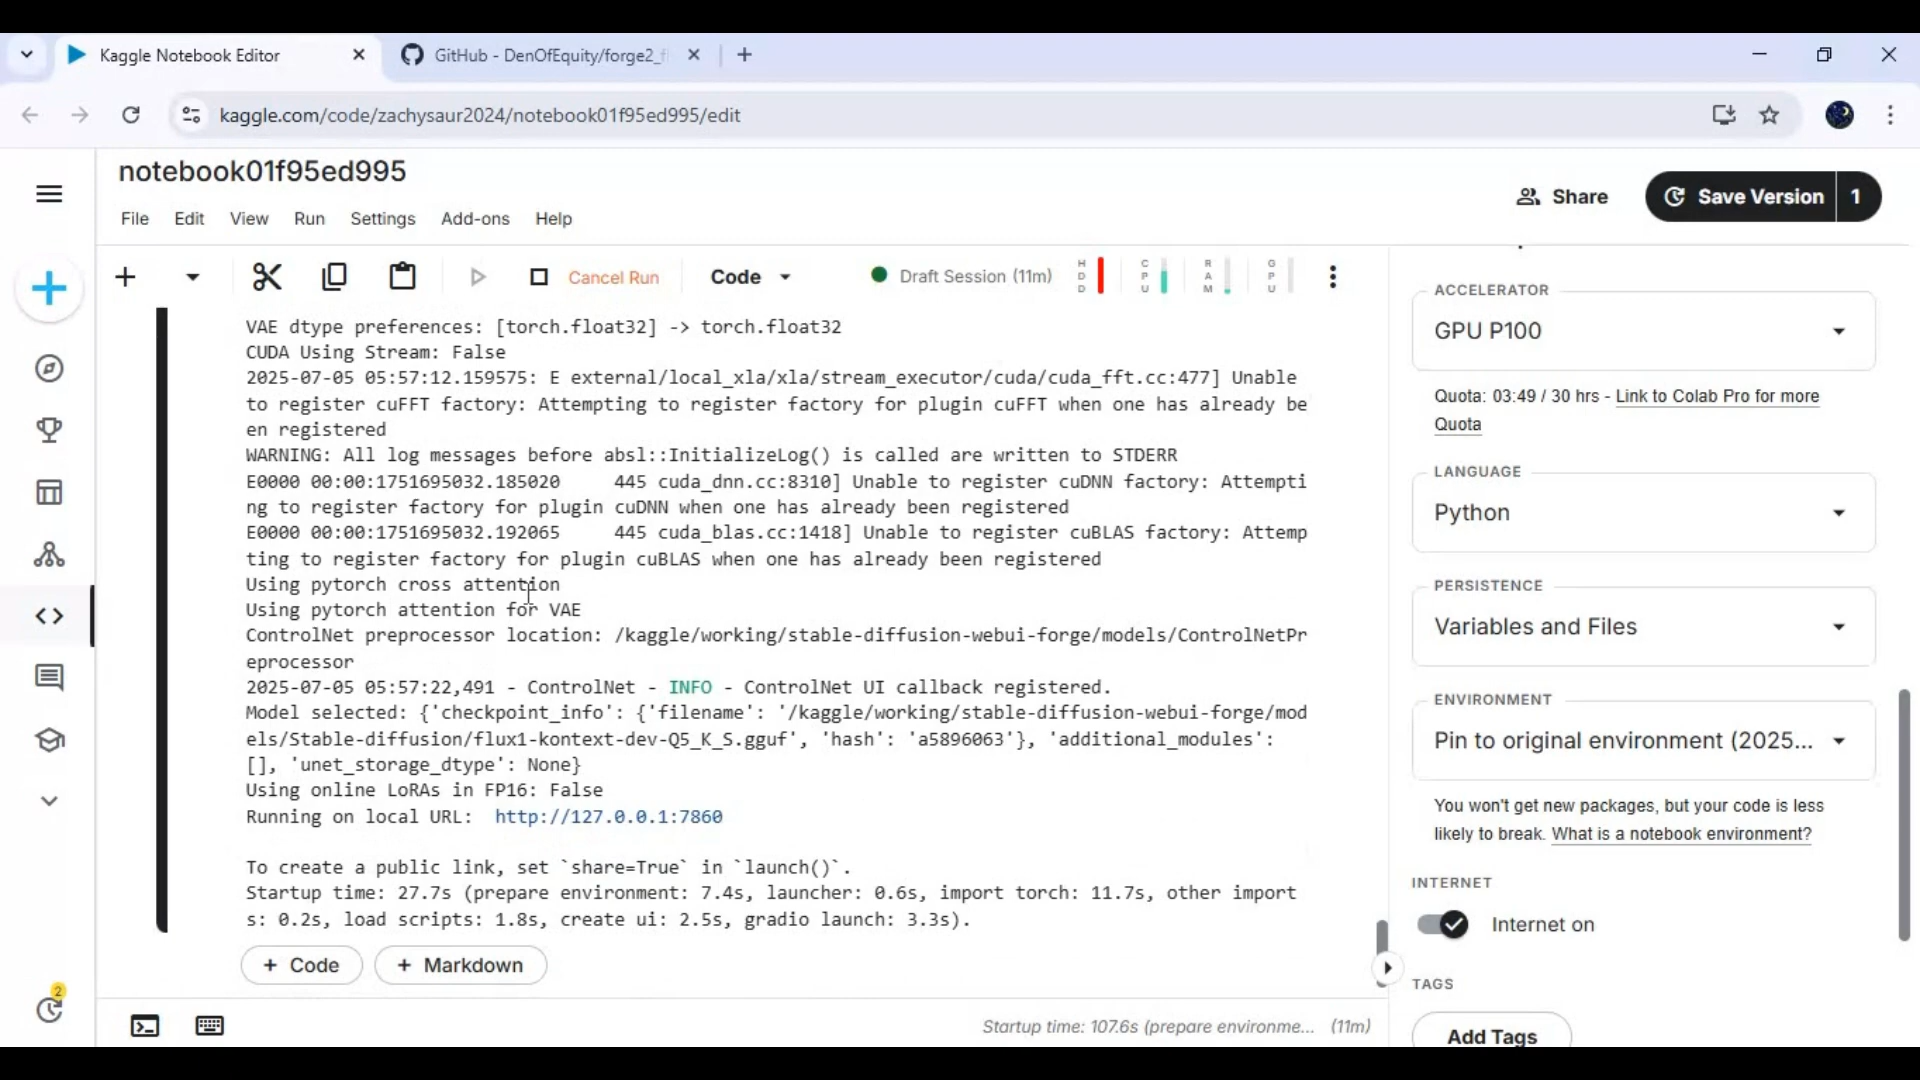 Kaggle Notebook Editor
GitHub - DenOfEquity/forge2_f
kaggle.com/code/zachysaur2024/notebook01f95ed995/edit
notebook01f95ed995
File Edit View Run Settings Add-ons Help
Share
Save Version 1
Cancel Run
Code
Draft Session (11m)
HDD
CPU
RAM
GPU
VAE dtype preferences: [torch.float32] -> torch.float32
CUDA Using Stream: False
2025-07-05 05:57:12.159575: E external/local_xla/xla/stream_executor/cuda/cuda_fft.cc:477] Unable
to register cuFFT factory: Attempting to register factory for plugin cuFFT when one has already be
en registered
WARNING: All log messages before absl::InitializeLog() is called are written to STDERR
E0000 00:00:1751695032.185020     445 cuda_dnn.cc:8310] Unable to register cuDNN factory: Attempti
ng to register factory for plugin cuDNN when one has already been registered
E0000 00:00:1751695032.192065     445 cuda_blas.cc:1418] Unable to register cuBLAS factory: Attemp
ting to register factory for plugin cuBLAS when one has already been registered
Using pytorch cross attention
Using pytorch attention for VAE
ControlNet preprocessor location: /kaggle/working/stable-diffusion-webui-forge/models/ControlNetPr
eprocessor
2025-07-05 05:57:22,491 - ControlNet - INFO - ControlNet UI callback registered.
Model selected: {'checkpoint_info': {'filename': '/kaggle/working/stable-diffusion-webui-forge/mod
els/Stable-diffusion/flux1-kontext-dev-Q5_K_S.gguf', 'hash': 'a5896063'}, 'additional_modules':
[], 'unet_storage_dtype': None}
Using online LoRAs in FP16: False
Running on local URL:  http://127.0.0.1:7860
To create a public link, set `share=True` in `launch()`.
Startup time: 27.7s (prepare environment: 7.4s, launcher: 0.6s, import torch: 11.7s, other import
s: 0.2s, load scripts: 1.8s, create ui: 2.5s, gradio launch: 3.3s).
+ Code
+ Markdown
Startup time: 107.6s (prepare environme... (11m)
2
ACCELERATOR
GPU P100
Quota: 03:49 / 30 hrs - Link to Colab Pro for more
Quota
LANGUAGE
Python
PERSISTENCE
Variables and Files
ENVIRONMENT
Pin to original environment (2025...
You won't get new packages, but your code is less
likely to break. What is a notebook environment?
INTERNET
Internet on
TAGS
Add Tags